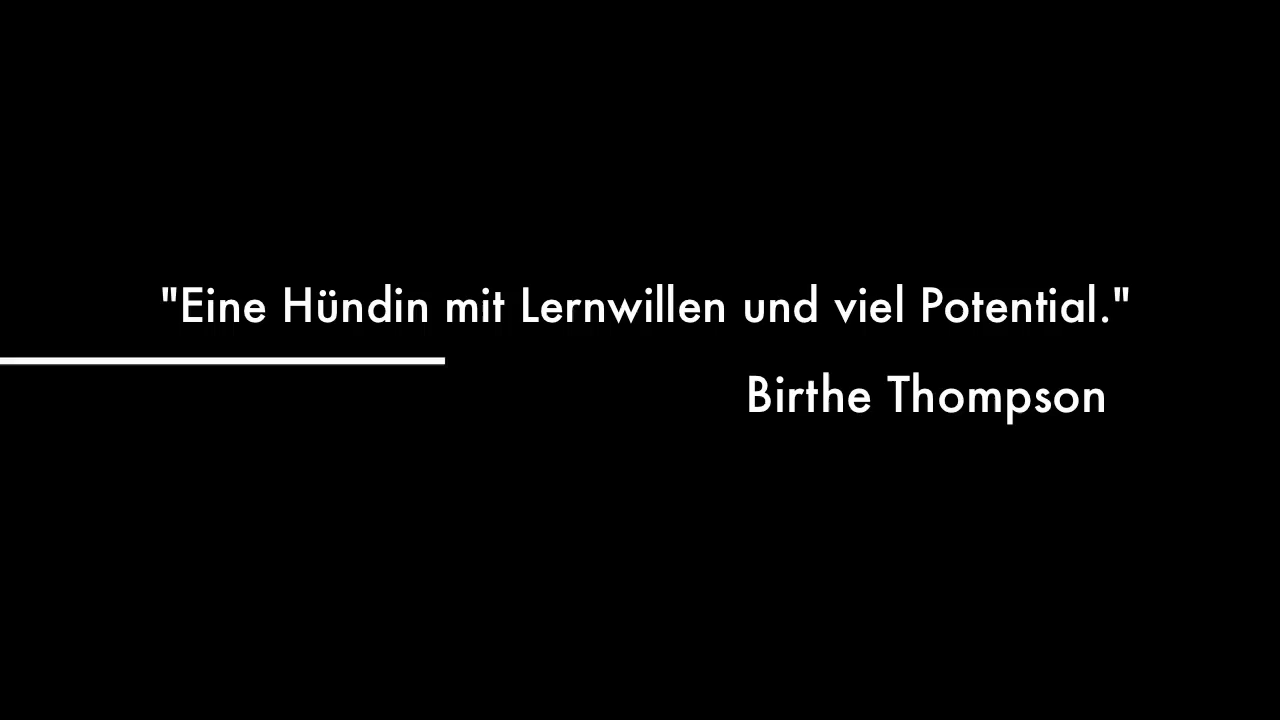 "Eine Hündin mit Lernwillen und viel Potential."
Birthe Thompson